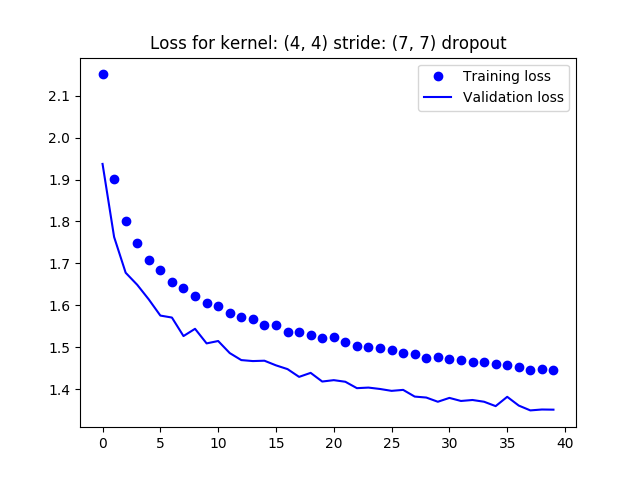 Loss for kernel: (4, 4) stride: (7, 7) dropout
Training loss
Validation loss
2.1
2.0
1.9
1.8
1.7
1.6
1.5
1.4
0 5 10 15 20 25 30 35 40